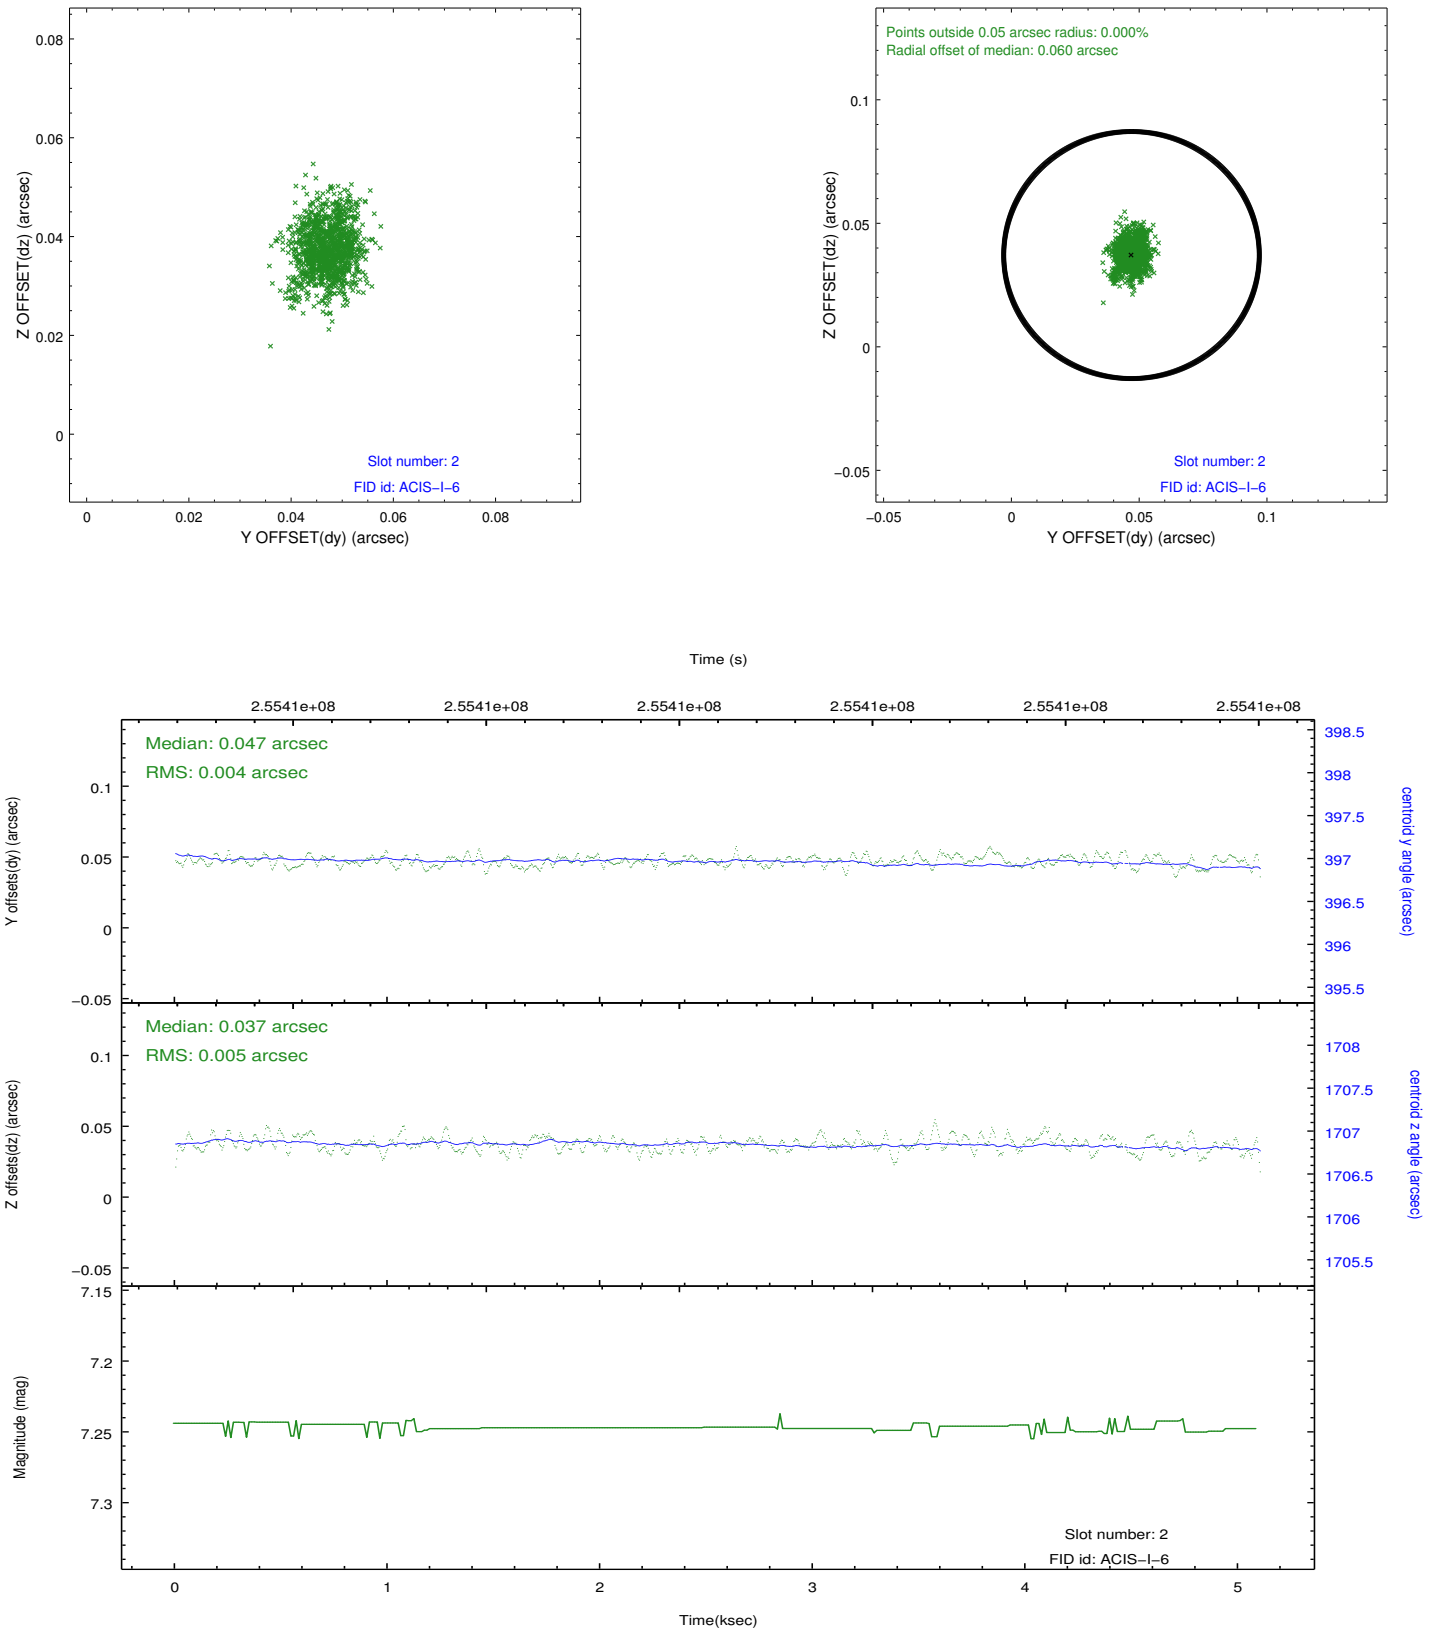 0.08
0.06
0.04
0.02
0
Z OFFSET(dz) (arcsec)
Slot number: 2
FID id: ACIS−I−6
0 0.02 0.04 0.06 0.08
Y OFFSET(dy) (arcsec)
Points outside 0.05 arcsec radius: 0.000%
Radial offset of median: 0.060 arcsec
0.1
0.05
0
−0.05
Z OFFSET(dz) (arcsec)
Slot number: 2
FID id: ACIS−I−6
−0.05 0 0.05 0.1
Y OFFSET(dy) (arcsec)
Time (s)
2.5541e+08 2.5541e+08 2.5541e+08 2.5541e+08 2.5541e+08 2.5541e+08
Median: 0.047 arcsec
RMS: 0.004 arcsec
0.1
0.05
0
−0.05
Y offsets(dy) (arcsec)
398.5
398
397.5
397
396.5
396
395.5
centroid y angle (arcsec)
Median: 0.037 arcsec
RMS: 0.005 arcsec
0.1
0.05
0
−0.05
Z offsets(dz) (arcsec)
1708
1707.5
1707
1706.5
1706
1705.5
centroid z angle (arcsec)
7.15
7.2
7.25
7.3
Magnitude (mag)
Slot number: 2
FID id: ACIS−I−6
0 1 2 3 4 5
Time(ksec)